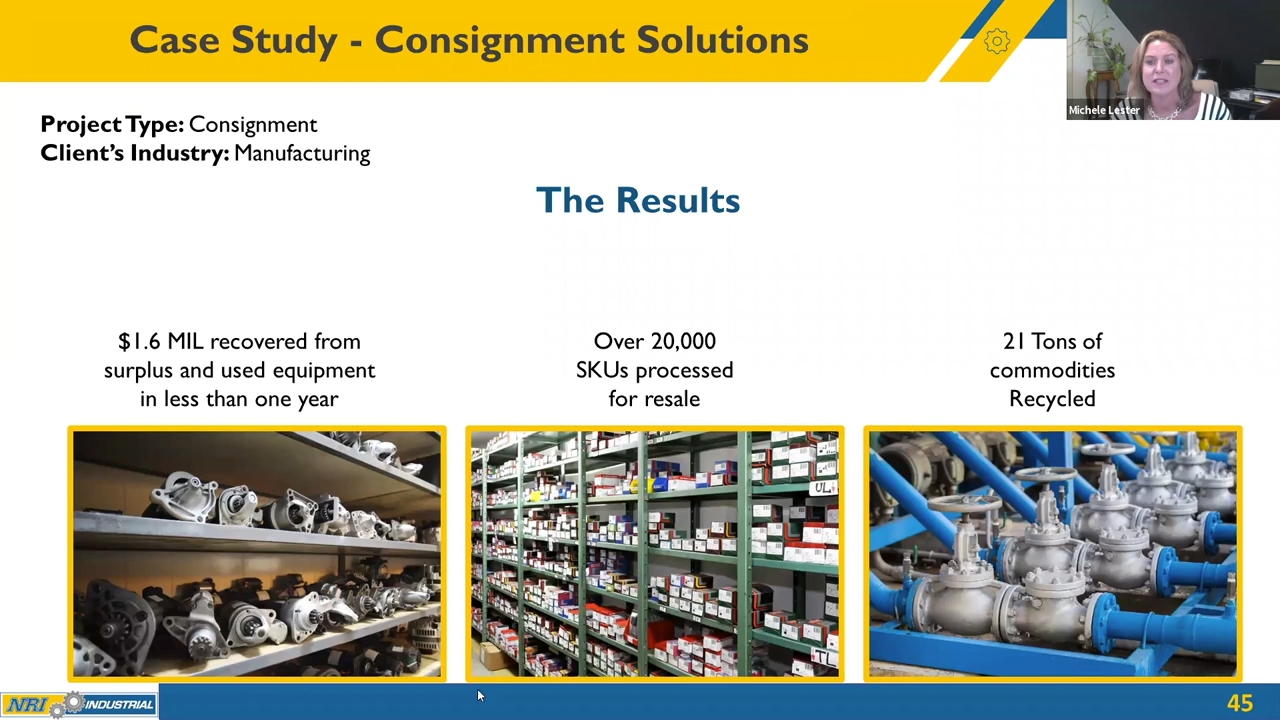 Case Study - Consignment Solutions
Michele Lester
Project Type: Consignment
Client’s Industry: Manufacturing
The Results
$1.6 MIL recovered from
surplus and used equipment
in less than one year
Over 20,000
SKUs processed
for resale
21 Tons of
commodities
Recycled
NRI INDUSTRIAL
45